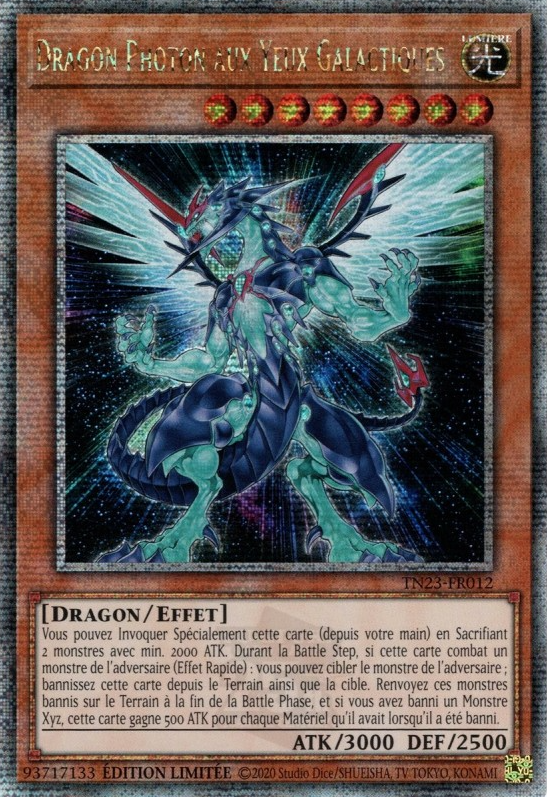 Dragon Photon aux Yeux Galactiques
LUMIÈRE
光
TN23-FR012
[Dragon/Effet]
Vous pouvez Invoquer Spécialement cette carte (depuis votre main) en Sacrifiant
2 monstres avec min. 2000 ATK. Durant la Battle Step, si cette carte combat un
monstre de l'adversaire (Effet Rapide) : vous pouvez cibler le monstre de l'adversaire ;
bannissez cette carte depuis le Terrain ainsi que la cible. Renvoyez ces monstres
bannis sur le Terrain à la fin de la Battle Phase, et si vous avez banni un Monstre
Xyz, cette carte gagne 500 ATK pour chaque Matériel qu'il avait lorsqu'il a été banni.
ATK/3000 DEF/2500
93717133 ÉDITION LIMITÉE ©2020 Studio Dice/SHUEISHA, TV TOKYO, KONAMI